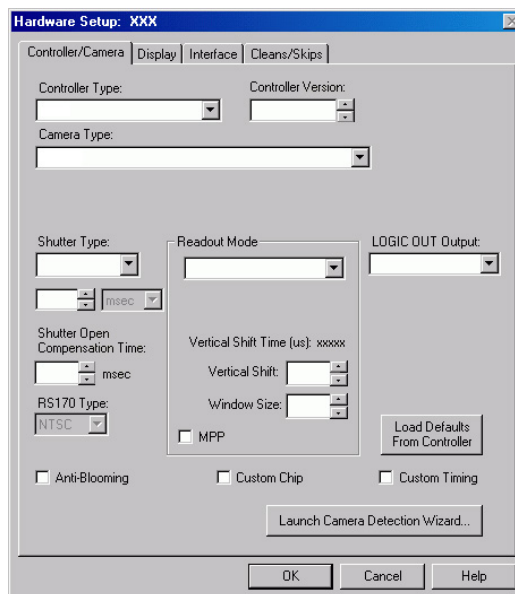 Hardware Setup: XXX
Controller/Camera
Display
Interface
Cleans/Skips
Controller Type:
Controller Version:
Camera Type:
Shutter Type:
Readout Mode
LOGIC OUT Output:
msec
Shutter Open
Compensation Time:
msec
Vertical Shift Time (us): xxxxx
Vertical Shift:
RS170 Type:
NTSC
Window Size:
MPP
Load Defaults
From Controller
Anti-Blooming
Custom Chip
Custom Timing
Launch Camera Detection Wizard...
OK
Cancel
Help